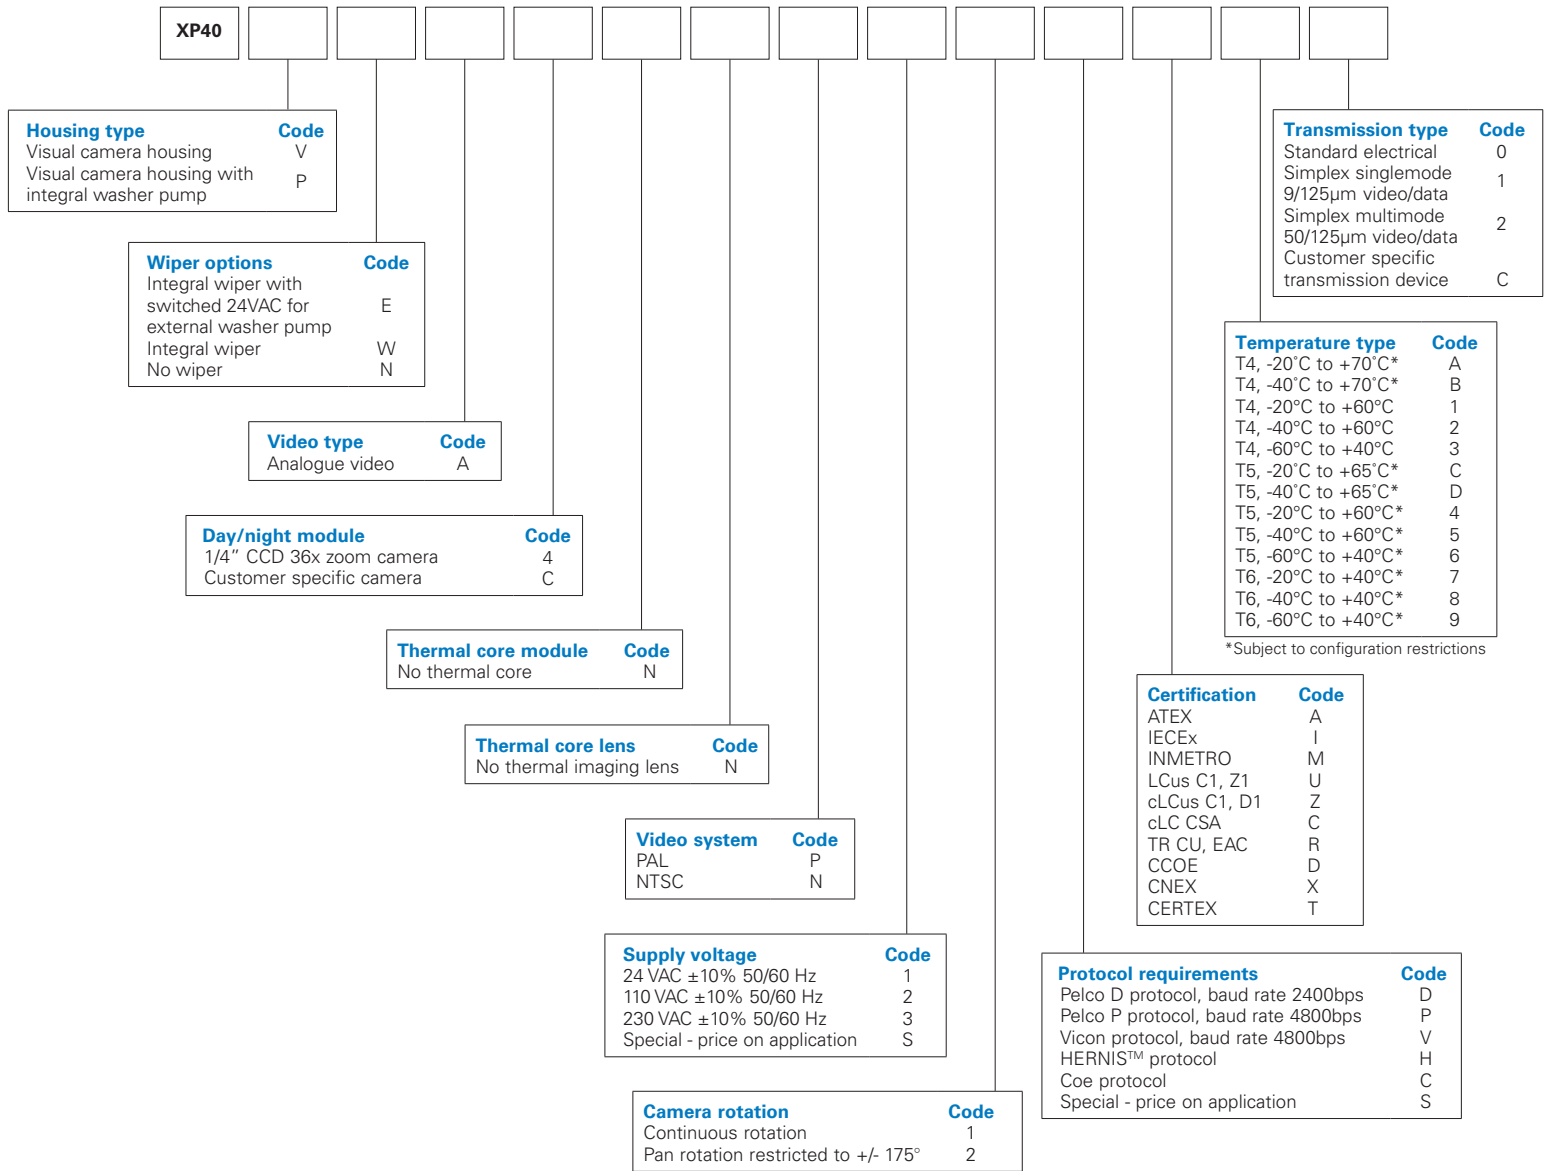 XP40
Housing type Code
Visual camera housing V
Visual camera housing with
integral washer pump P
Wiper options Code
Integral wiper with
switched 24VAC for E
external washer pump
Integral wiper W
No wiper N
Video type Code
Analogue video A
Day/night module Code
1/4” CCD 36x zoom camera 4
Customer specific camera C
Thermal core module Code
No thermal core N
Thermal core lens Code
No thermal imaging lens N
Video system Code
PAL P
NTSC N
Supply voltage Code
24 VAC ±10% 50/60 Hz 1
110 VAC ±10% 50/60 Hz 2
230 VAC ±10% 50/60 Hz 3
Special - price on application S
Camera rotation Code
Continuous rotation 1
Pan rotation restricted to +/- 175° 2
Protocol requirements Code
Pelco D protocol, baud rate 2400bps D
Pelco P protocol, baud rate 4800bps P
Vicon protocol, baud rate 4800bps V
HERNIS™ protocol H
Coe protocol C
Special - price on application S
Certification Code
ATEX A
IECEx I
INMETRO M
LCus C1, Z1 U
cLCus C1, D1 Z
cLC CSA C
TR CU, EAC R
CCOE D
CNEX X
CERTEX T
Temperature type Code
T4, -20˚C to +70˚C* A
T4, -40˚C to +70˚C* B
T4, -20°C to +60°C 1
T4, -40°C to +60°C 2
T4, -60°C to +40°C 3
T5, -20˚C to +65˚C* C
T5, -40˚C to +65˚C* D
T5, -20°C to +60°C* 4
T5, -40°C to +60°C* 5
T5, -60°C to +40°C* 6
T6, -20°C to +40°C* 7
T6, -40°C to +40°C* 8
T6, -60°C to +40°C* 9
*Subject to configuration restrictions
Transmission type Code
Standard electrical 0
Simplex singlemode
9/125µm video/data 1
Simplex multimode
50/125µm video/data 2
Customer specific
transmission device C